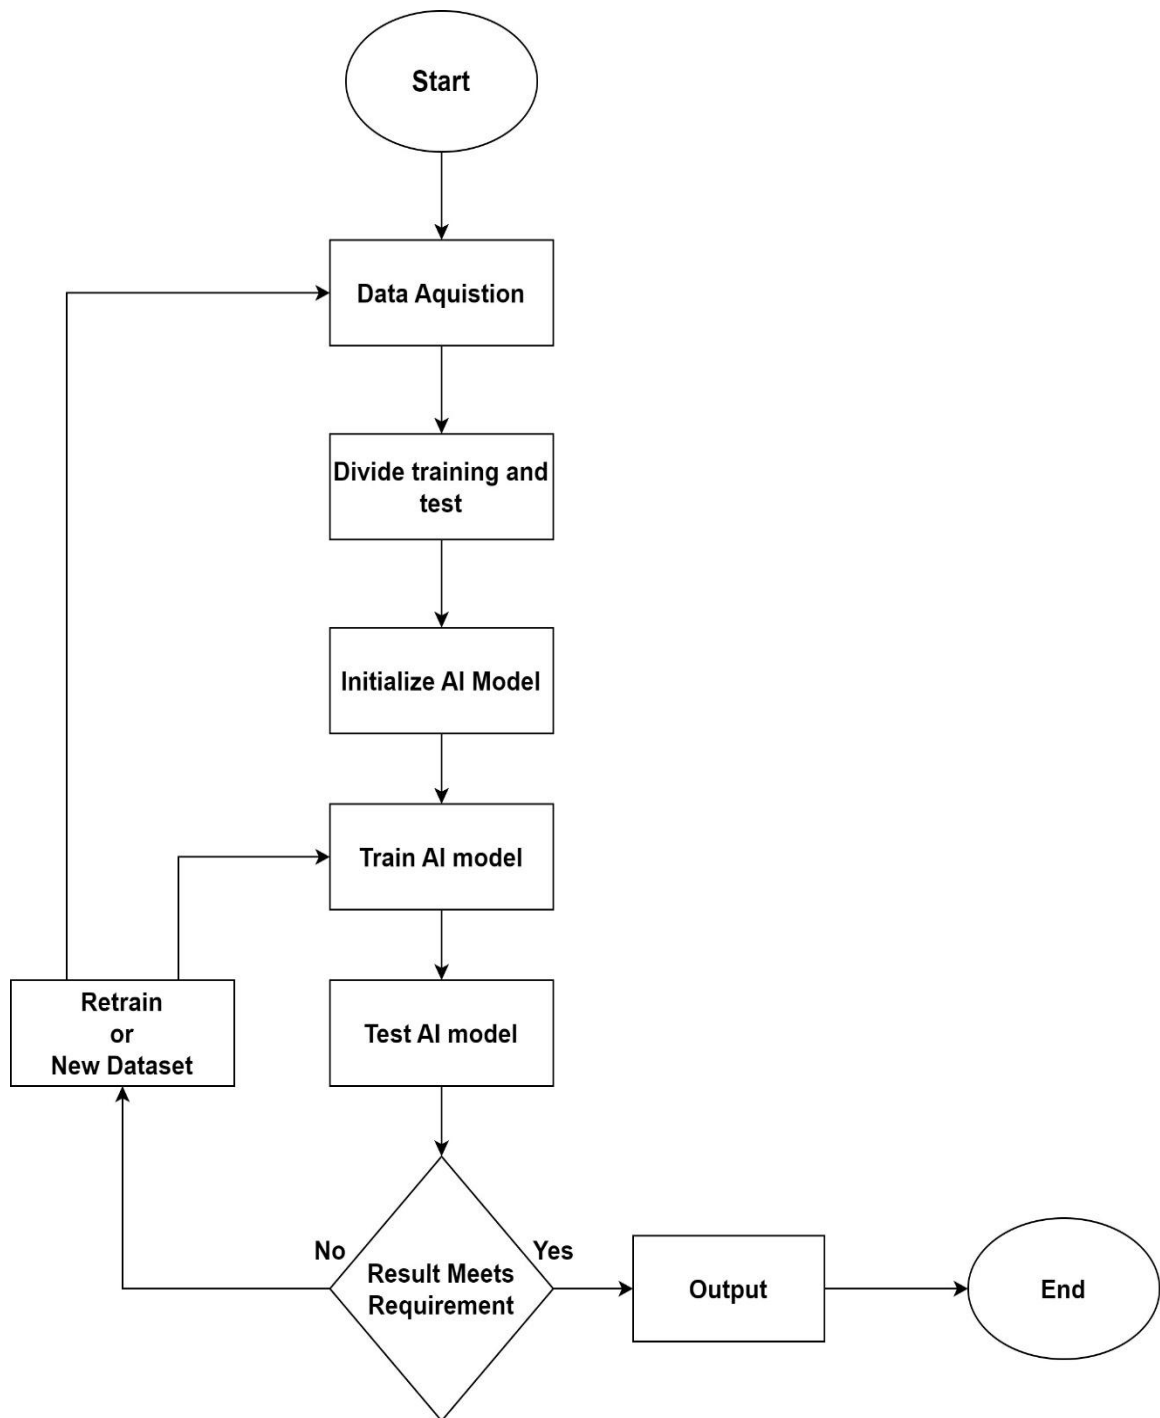 Start
Data Aquistion
Divide training and
test
Initialize AI Model
Train AI model
Retrain
or
New Dataset
Test AI model
No
Yes
Result Meets
Requirement
Output
End